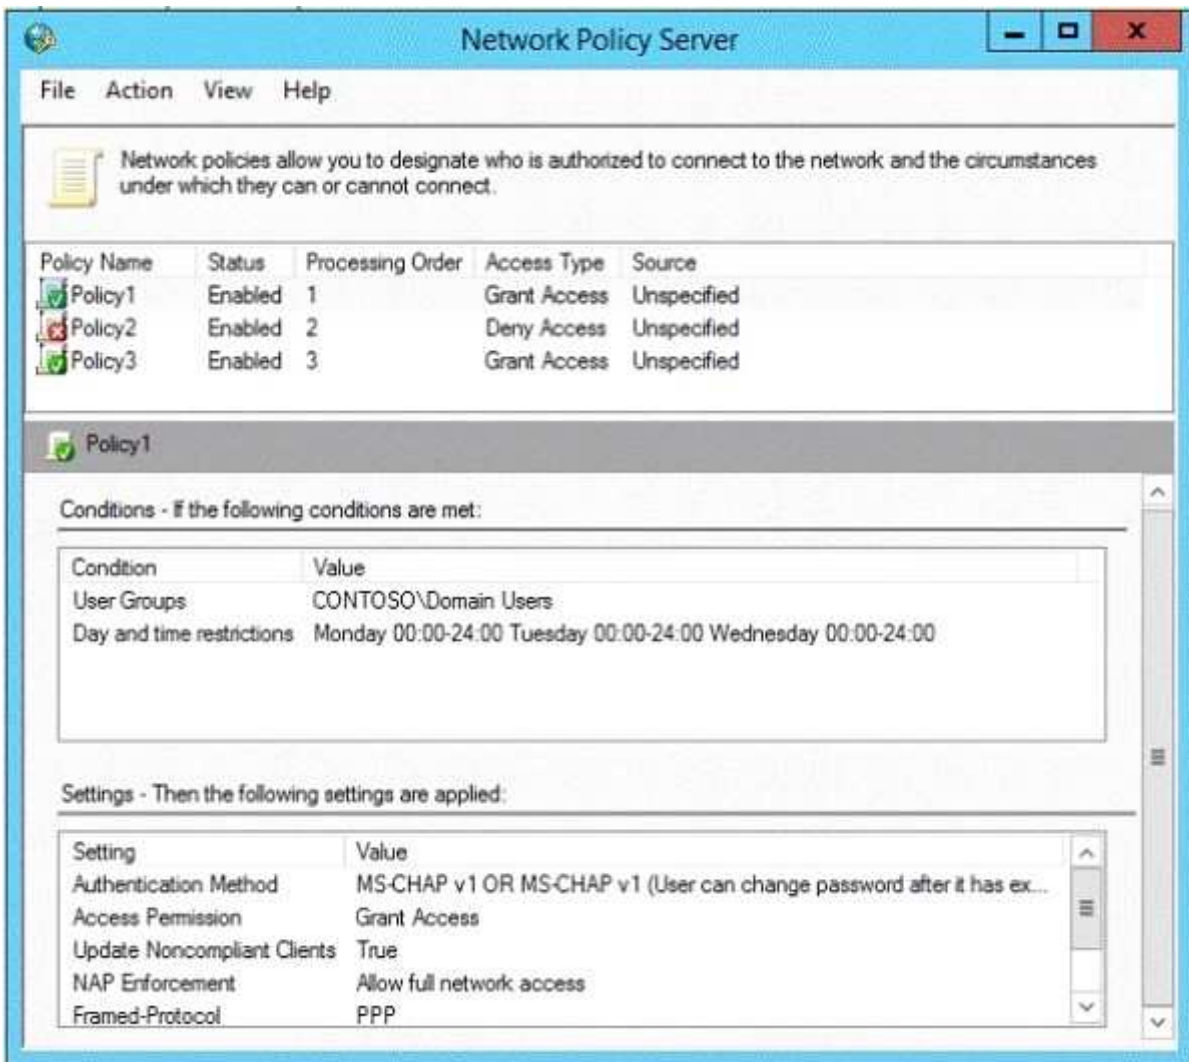 Network Policy Server
File Action View Help
Network policies allow you to designate who is authorized to connect to the network and the circumstances
under which they can or cannot connect.
Policy Name Status Processing Order Access Type Source
Policy1 Enabled 1 Grant Access Unspecified
Policy2 Enabled 2 Deny Access Unspecified
Policy3 Enabled 3 Grant Access Unspecified
Policy1
Conditions - If the following conditions are met:
Condition Value
User Groups CONTOSO\Domain Users
Day and time restrictions Monday 00:00-24:00 Tuesday 00:00-24:00 Wednesday 00:00-24:00
Settings - Then the following settings are applied:
Setting Value
Authentication Method MS-CHAP v1 OR MS-CHAP v1 (User can change password after it has ex...
Access Permission Grant Access
Update Noncompliant Clients True
NAP Enforcement Allow full network access
Framed-Protocol PPP